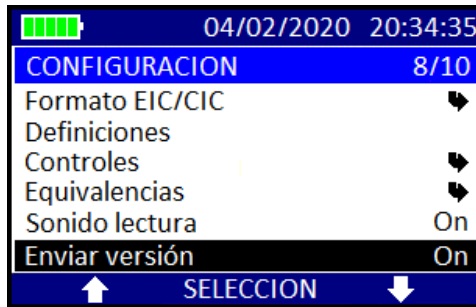 04/02/2020 20:34:35
CONFIGURACION 8/10
Formato EIC/CIC
Definiciones
Controles
Equivalencias
Sonido lectura On
Enviar versión On
SELECCION